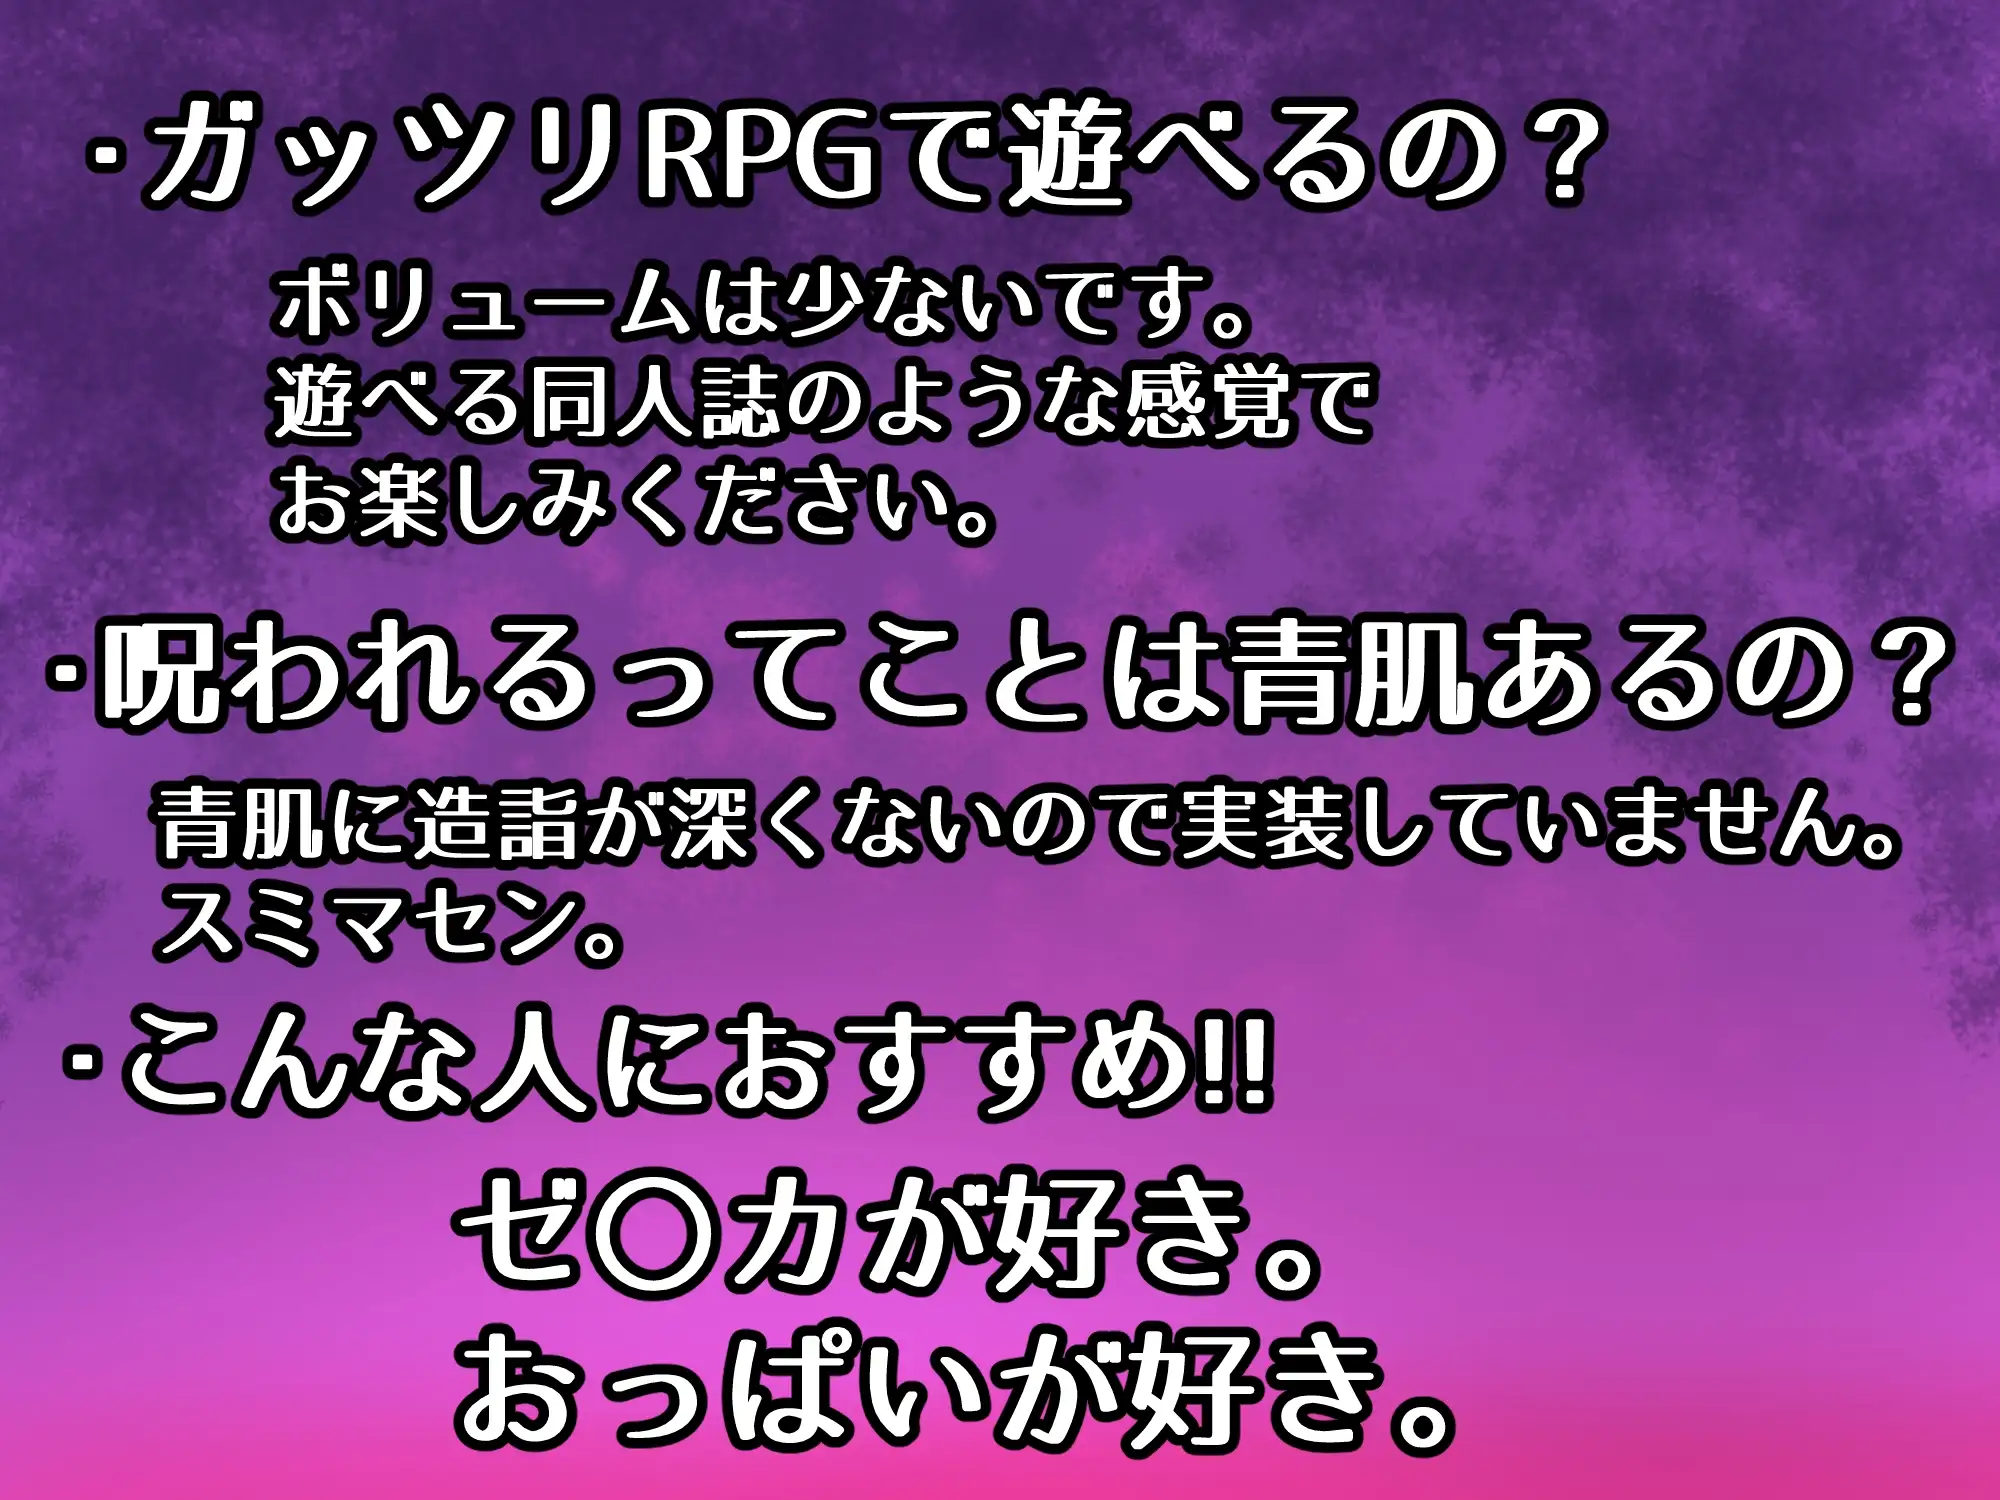 ・ガッツリRPGで遊べるの？
ボリュームは少ないです。
遊べる同人誌のような感覚で
お楽しみください。
・呪われるってことは青肌あるの？
青肌に造詣が深くないので実装していません。
スミマセン。
・こんな人におすすめ!!
ゼ〇カが好き。
おっぱいが好き。